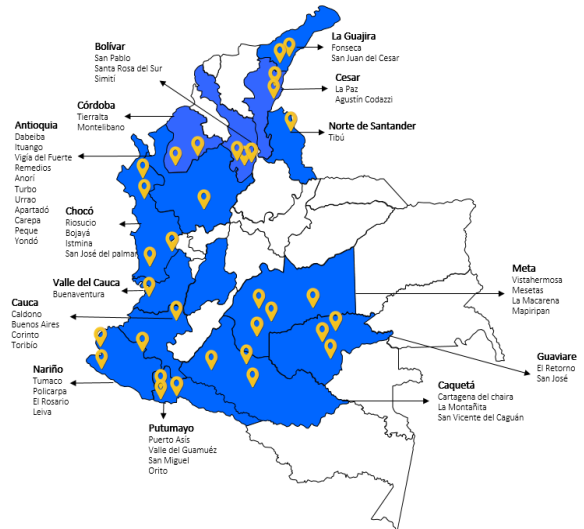 La Guajira
Fonseca
San Juan del Cesar
Bolívar
San Pablo
Santa Rosa del Sur
Simití
Cesar
La Paz
Agustín Codazzi
Córdoba
Tierralta
Montelibano
Norte de Santander
Tibú
Antioquia
Dabeiba
Ituango
Vigía del Fuerte
Remedios
Anorí
Turbo
Urrao
Apartadó
Carepa
Peque
Yondó
Chocó
Riosucio
Bojayá
Istmina
San José del palmar
Valle del Cauca
Buenaventura
Meta
Vistahermosa
Mesetas
La Macarena
Mapiripan
Cauca
Caldono
Buenos Aires
Corinto
Toribío
Guaviare
El Retorno
San José
Nariño
Tumaco
Policarpa
El Rosario
Leiva
Caquetá
Cartagena del chaira
La Montañita
San Vicente del Caguán
Putumayo
Puerto Asís
Valle del Guamuéz
San Miguel
Orito